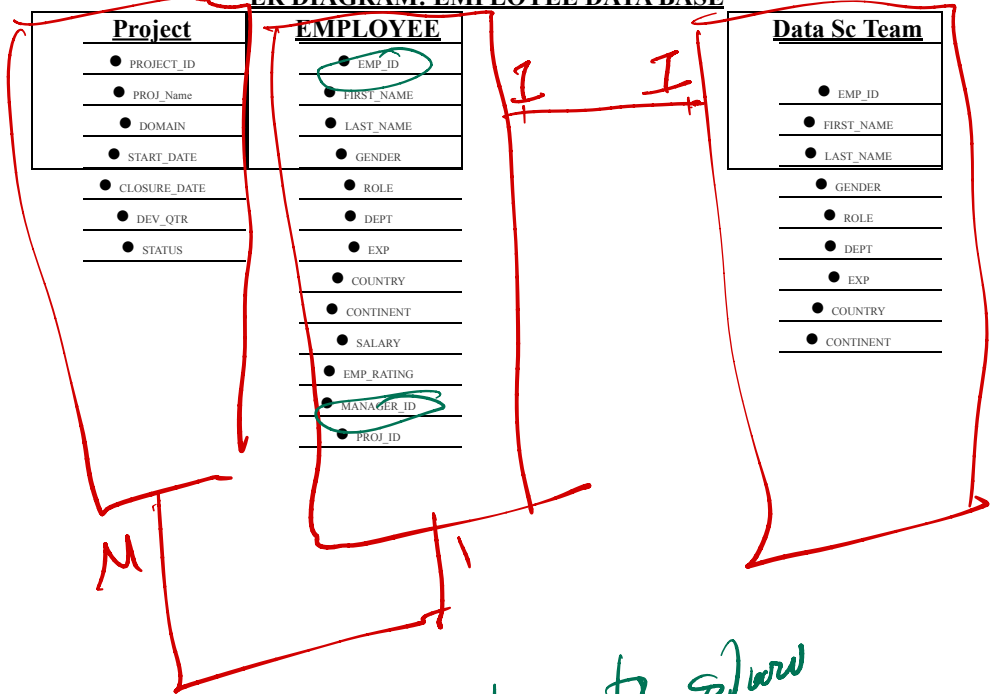 ER DIAGRAM: EMPLOYEE DATA BASE
Project
PROJECT_ID
PROJ_Name
DOMAIN
START_DATE
CLOSURE_DATE
DEV_QTR
STATUS
EMPLOYEE
EMP_ID
FIRST_NAME
LAST_NAME
GENDER
ROLE
DEPT
EXP
COUNTRY
CONTINENT
SALARY
EMP_RATING
MANAGER_ID
PROJ_ID
Data Sc Team
EMP_ID
FIRST_NAME
LAST_NAME
GENDER
ROLE
DEPT
EXP
COUNTRY
CONTINENT
I
I
M
1